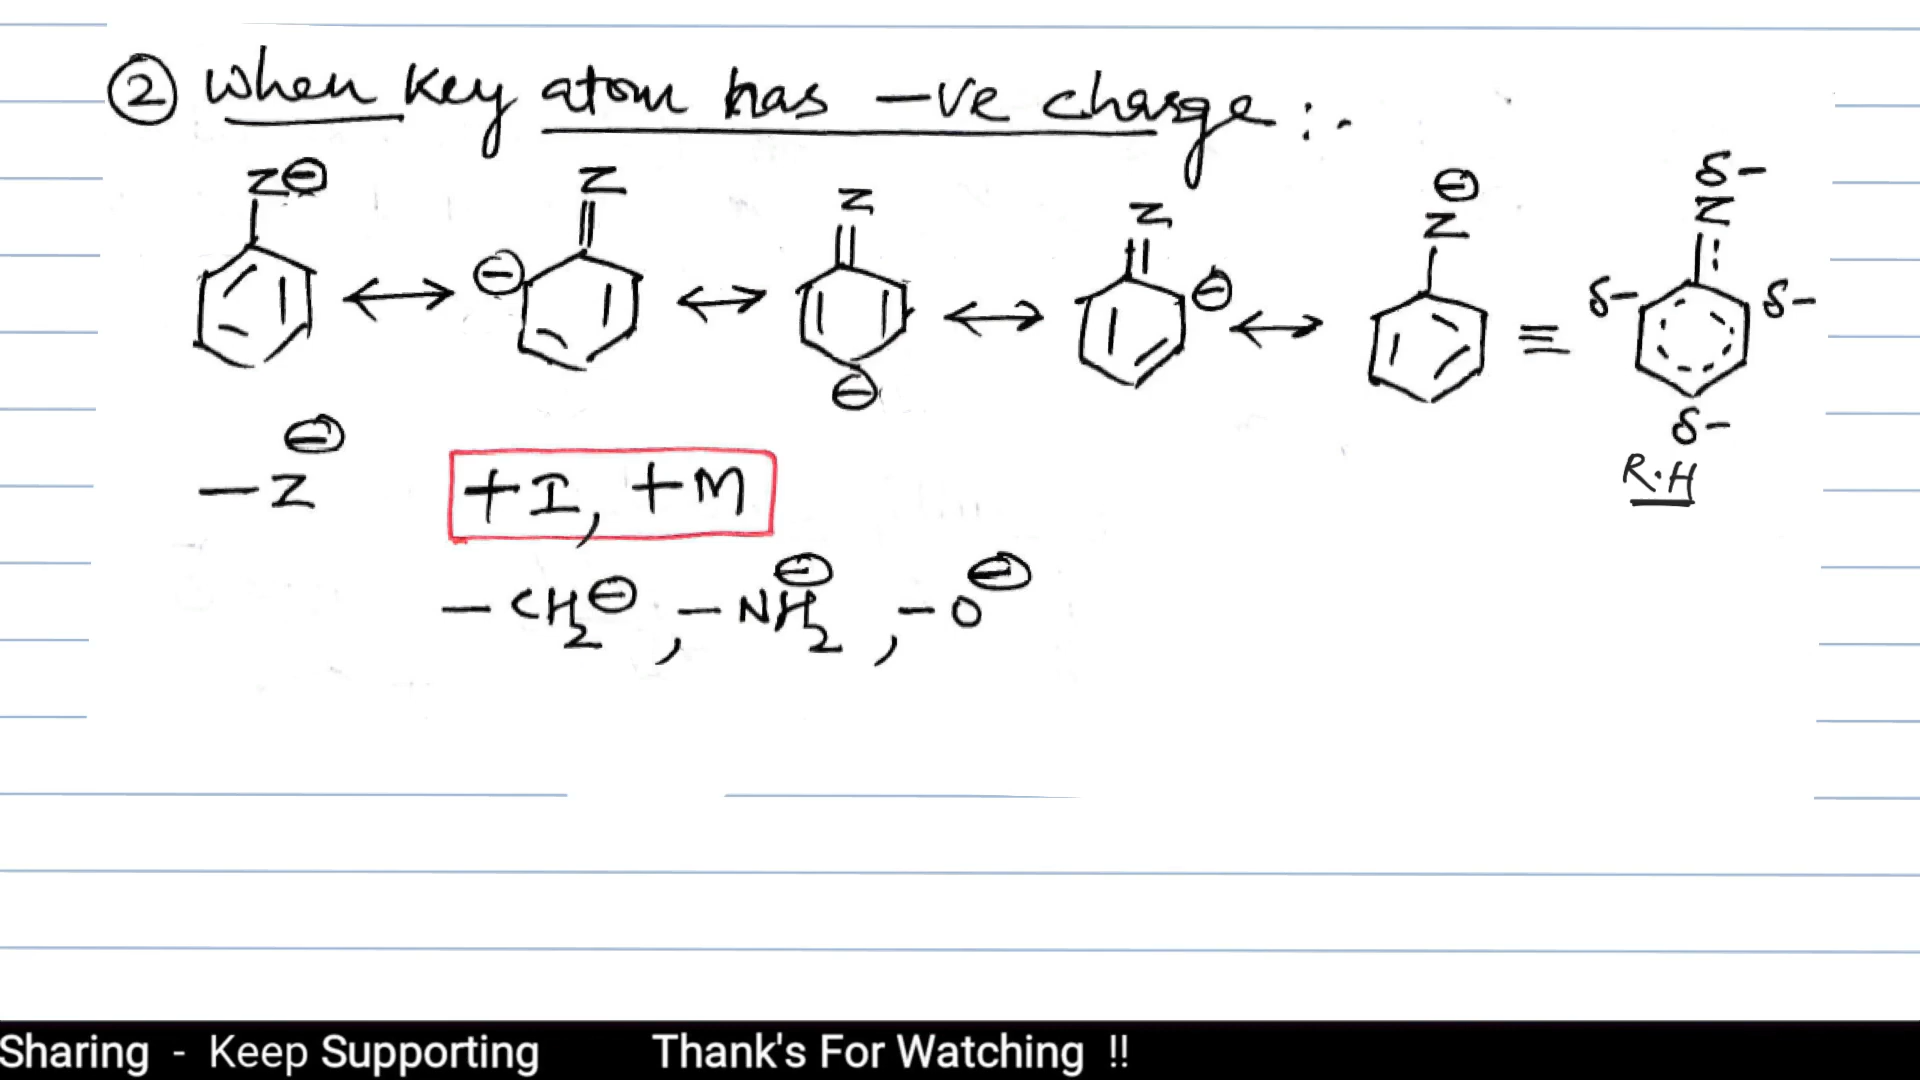 ② When key atom has -ve charge :-
Z⊖ Z Z Z ⊖ δ-
Z Z
⊖ ⊖ δ- δ-
⊖ δ-
-Z⊖ +I, +M R.H
-CH₂⊖, -NH₂⊖, -O⊖
Sharing - Keep Supporting Thank's For Watching !!